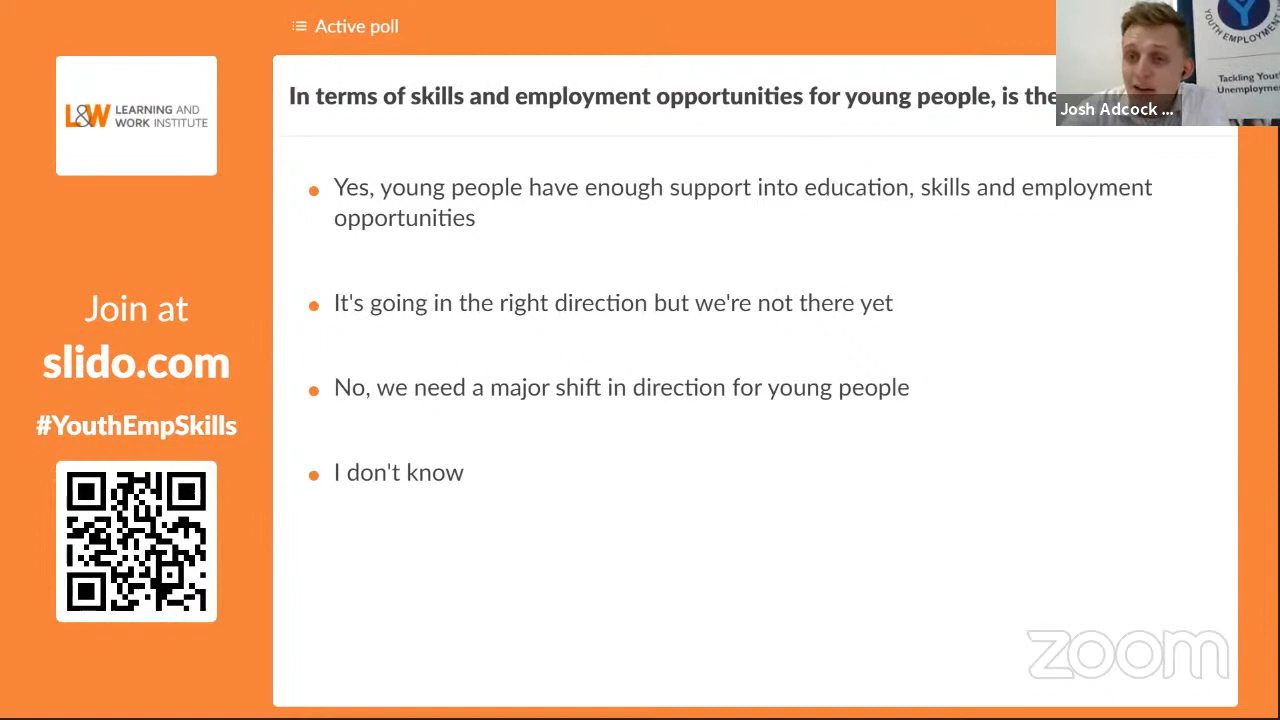 Active poll
LEARNING AND
L&W WORK INSTITUTE
In terms of skills and employment opportunities for young people, is the
YOUTH EMPLOYMENT
Tackling Yout
Unemployme
Josh Adcock ...
Yes, young people have enough support into education, skills and employment
opportunities
It's going in the right direction but we're not there yet
No, we need a major shift in direction for young people
I don't know
Join at
slido.com
#YouthEmpSkills
zoom